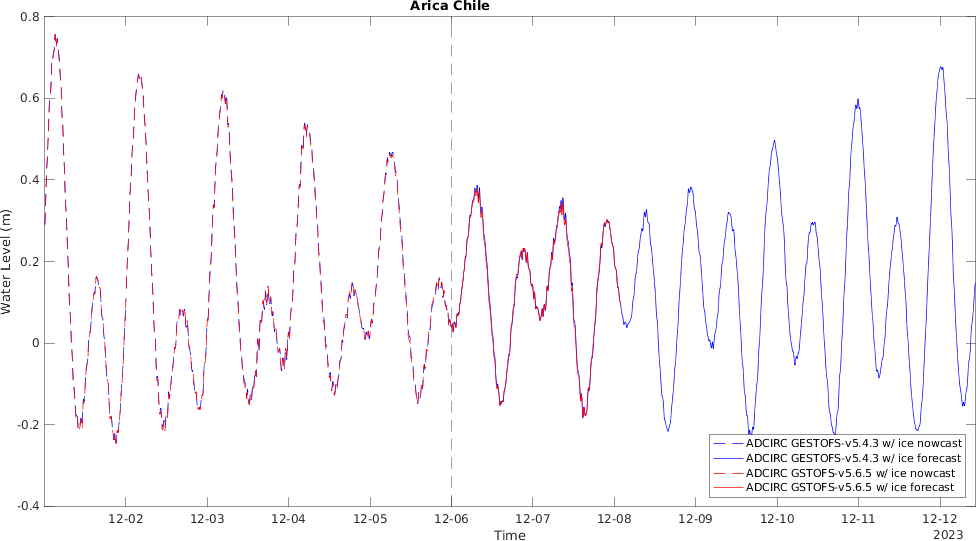 Arica Chile
0.8
0.6
0.4
0.2
0
-0.2
-0.4
Water Level (m)
12-02 12-03 12-04 12-05 12-06 12-07 12-08 12-09 12-10 12-11 12-12
2023
Time
ADCIRC GESTOFS-v5.4.3 w/ ice nowcast
ADCIRC GESTOFS-v5.4.3 w/ ice forecast
ADCIRC GSTOFS-v5.6.5 w/ ice nowcast
ADCIRC GSTOFS-v5.6.5 w/ ice forecast